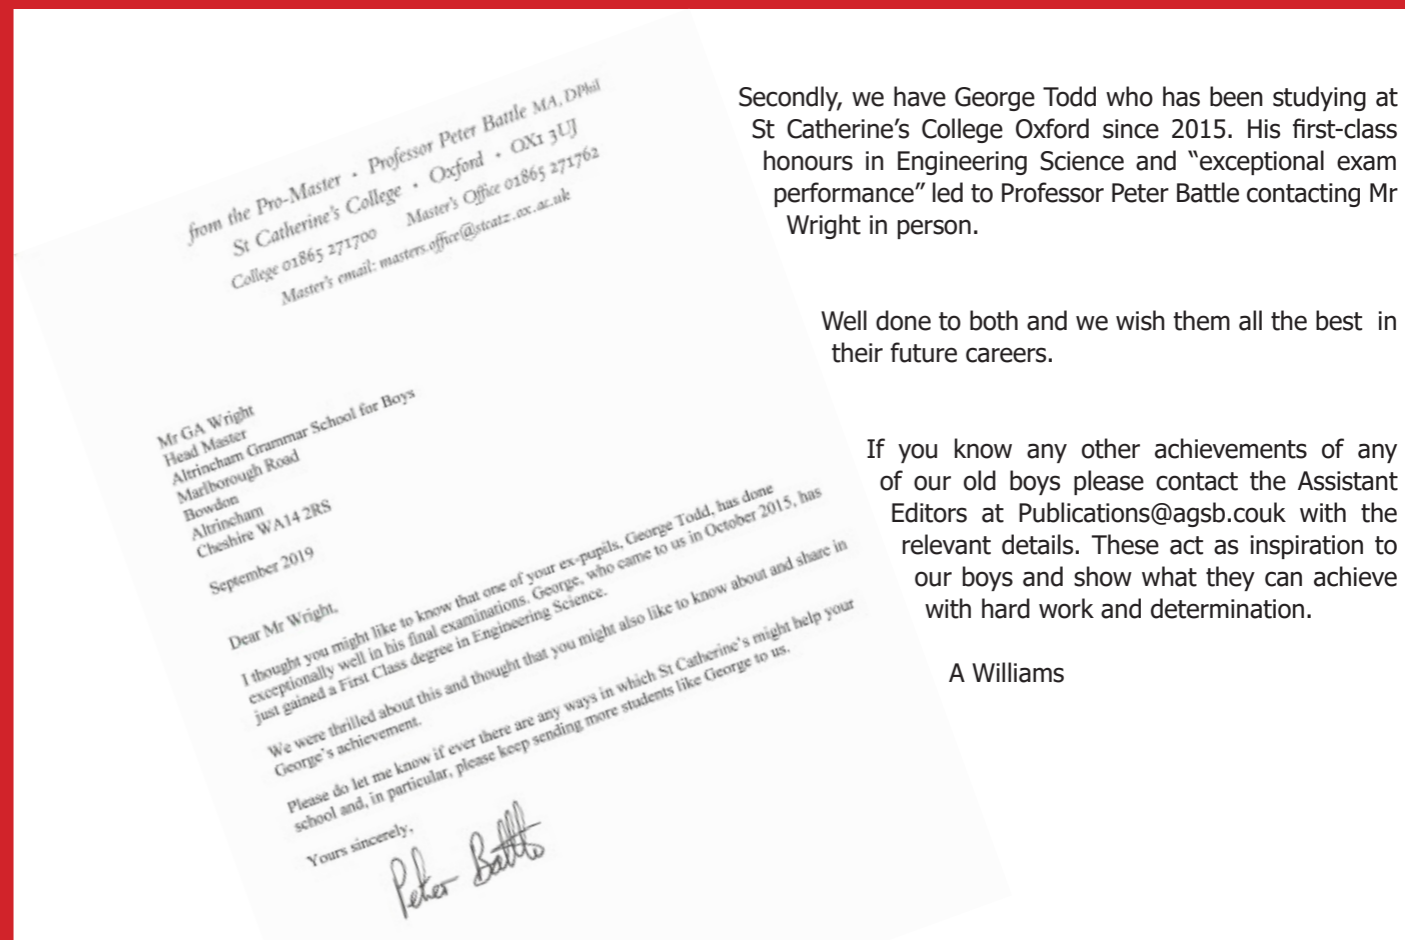 from the Pro-Master • Professor Peter Battle MA, DPhil
St Catherine's College • Oxford • OX1 3UJ
College 01865 271700 Master's Office 01865 271762
Master's email: masters.office@stcatz.ox.ac.uk
Mr GA Wright
Head Master
Altrincham Grammar School for Boys
Marlborough Road
Bowdon
Altrincham
Cheshire WA14 2RS
September 2019
Dear Mr Wright,
I thought you might like to know that one of your ex-pupils, George Todd, has done
exceptionally well in his final examinations. George, who came to us in October 2015, has
just gained a First Class degree in Engineering Science.
We were thrilled about this and thought that you might also like to know about and share in
George's achievement.
Please do let me know if ever there are any ways in which St Catherine's might help your
school and, in particular, please keep sending more students like George to us.
Yours sincerely,
Peter Battle
Secondly, we have George Todd who has been studying at
St Catherine's College Oxford since 2015. His first-class
honours in Engineering Science and “exceptional exam
performance” led to Professor Peter Battle contacting Mr
Wright in person.
Well done to both and we wish them all the best in
their future careers.
If you know any other achievements of any
of our old boys please contact the Assistant
Editors at Publications@agsb.couk with the
relevant details. These act as inspiration to
our boys and show what they can achieve
with hard work and determination.
A Williams